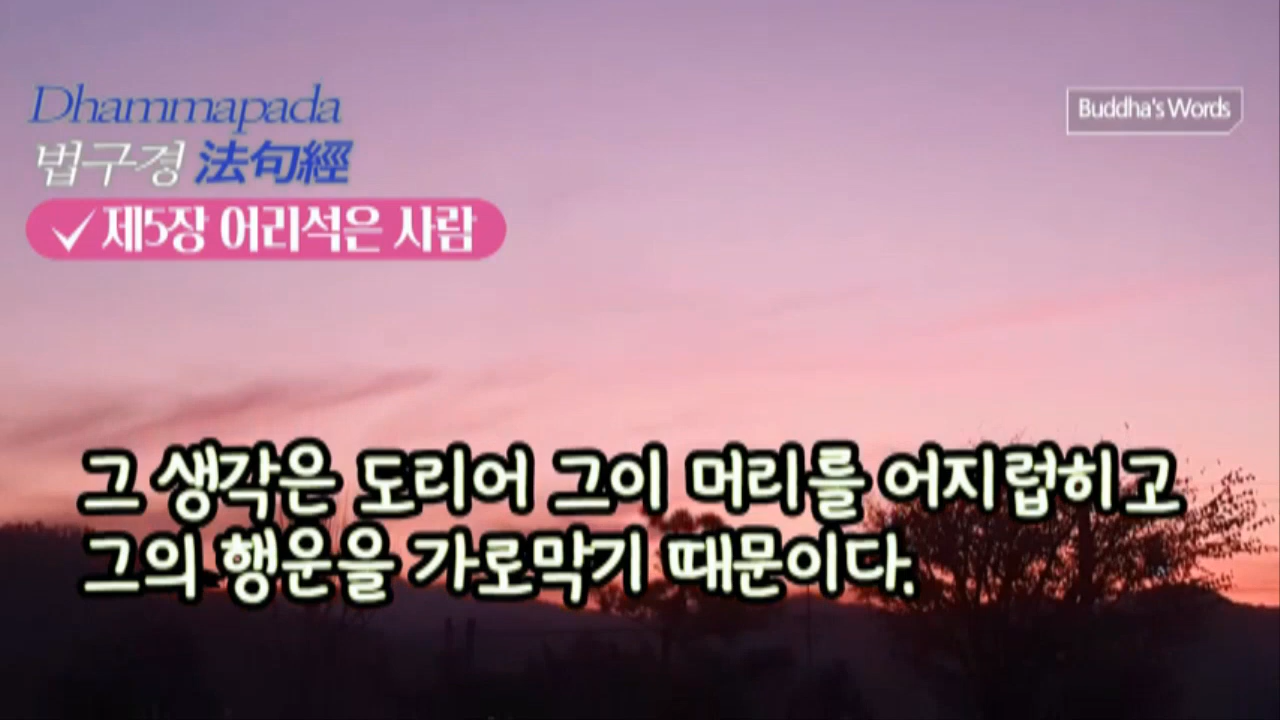 Dhammapada
Buddha's Words
법구경 法句經
제5장 어리석은 사람
그 생각은 도리어 그이 머리를 어지럽히고
그의 행운을 가로막기 때문이다.